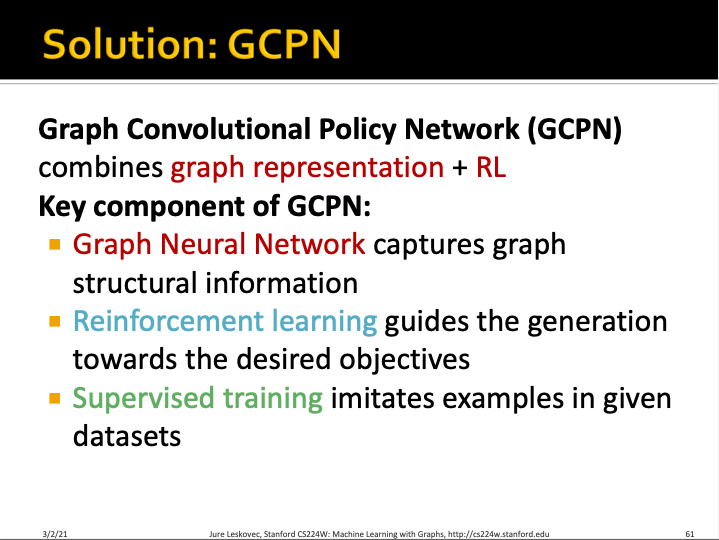 Solution: GCPN
Graph Convolutional Policy Network (GCPN)
combines graph representation + RL
Key component of GCPN:
■ Graph Neural Network captures graph
structural information
■ Reinforcement learning guides the generation
towards the desired objectives
■ Supervised training imitates examples in given
datasets
3/2/21 Jure Leskovec, Stanford CS224W: Machine Learning with Graphs, http://cs224w.stanford.edu 61